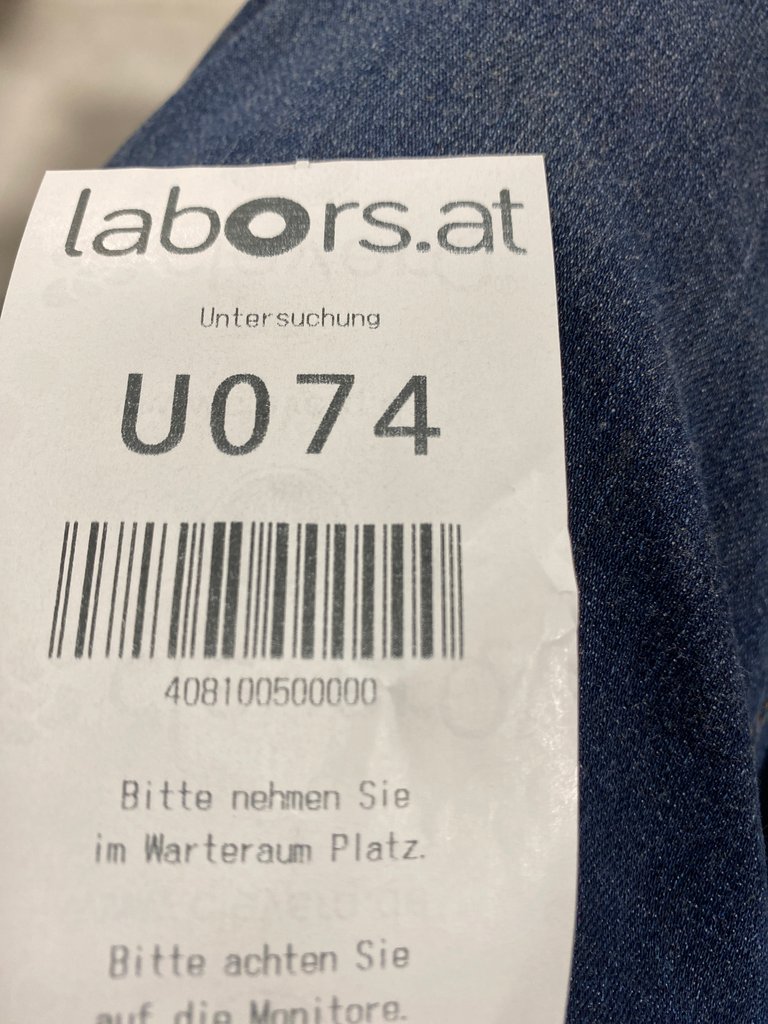 labors.at
Untersuchung
U074
408100500000
Bitte nehmen Sie
im Warteraum Platz.
Bitte achten Sie
auf die Monitore.